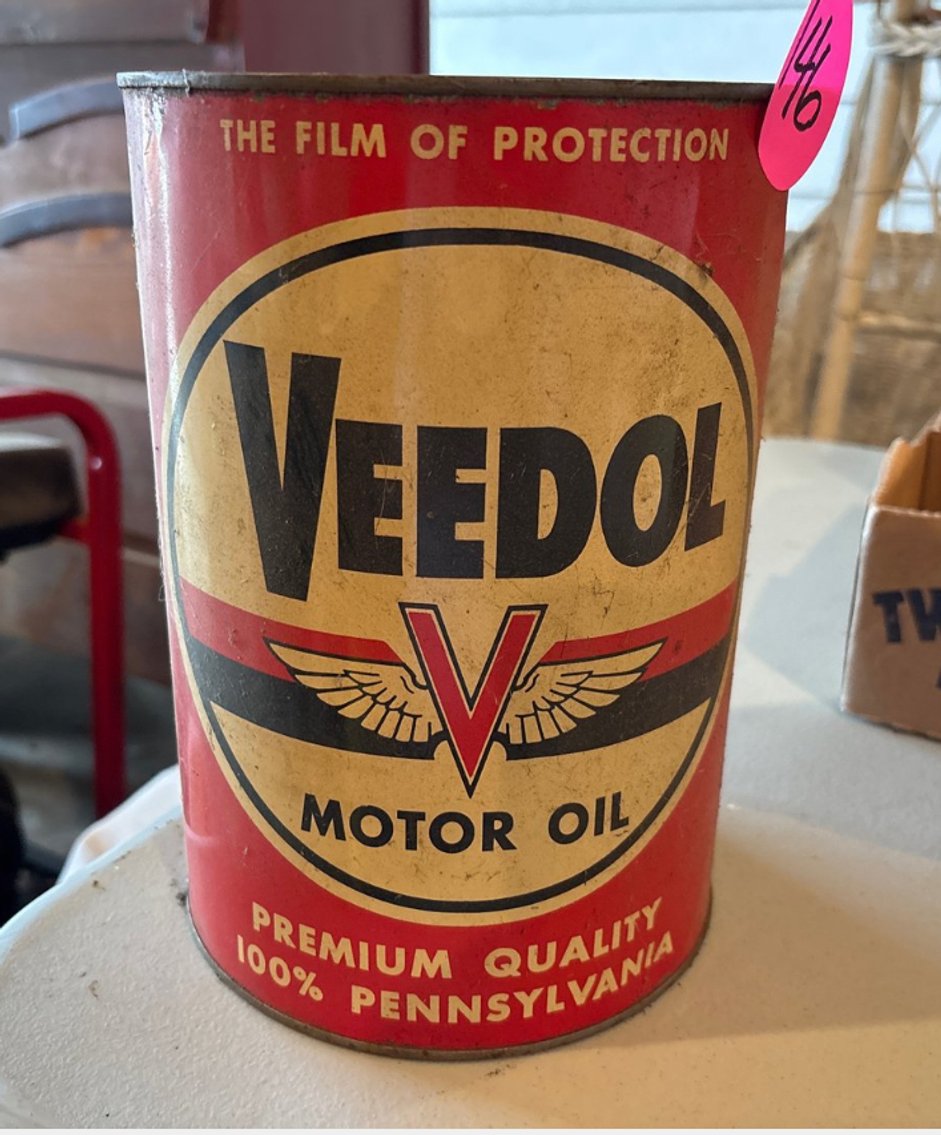 146
THE FILM OF PROTECTION
VEEDOL
V
MOTOR OIL
PREMIUM QUALITY
100% PENNSYLVANIA